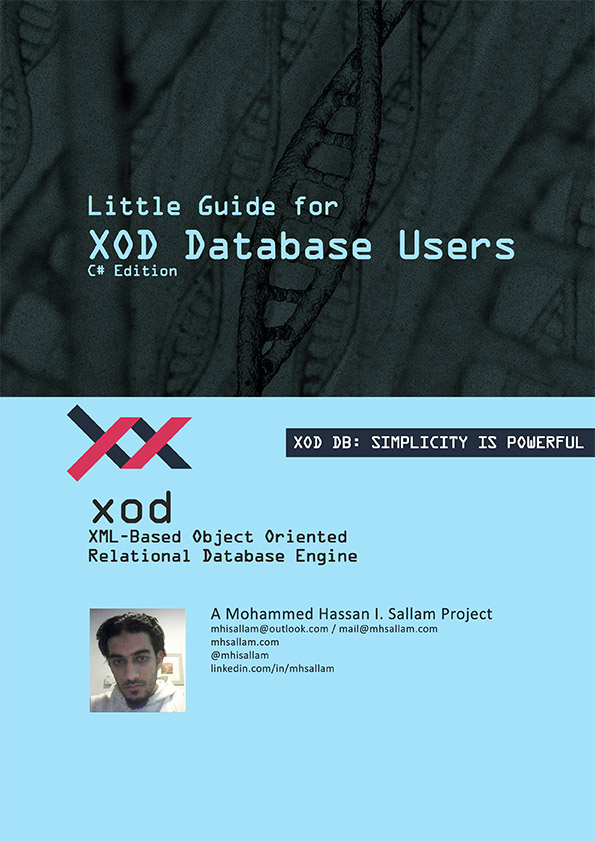 Little Guide for
XOD Database Users
C# Edition
XOD DB: SIMPLICITY IS POWERFUL
xod
XML-Based Object Oriented
Relational Database Engine
A Mohammed Hassan I. Sallam Project
mhisallam@outlook.com / mail@mhsallam.com
mhsallam.com
@mhisallam
linkedin.com/in/mhsallam